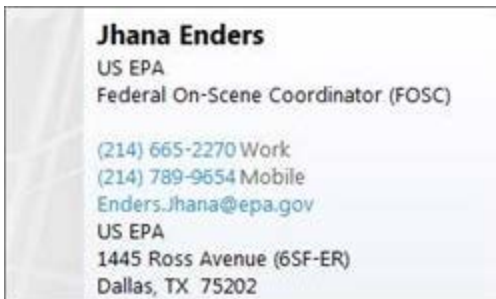 Jhana Enders
US EPA
Federal On-Scene Coordinator (FOSC)
(214) 665-2270 Work
(214) 789-9654 Mobile
Enders.Jhana@epa.gov
US EPA
1445 Ross Avenue (6SF-ER)
Dallas, TX 75202